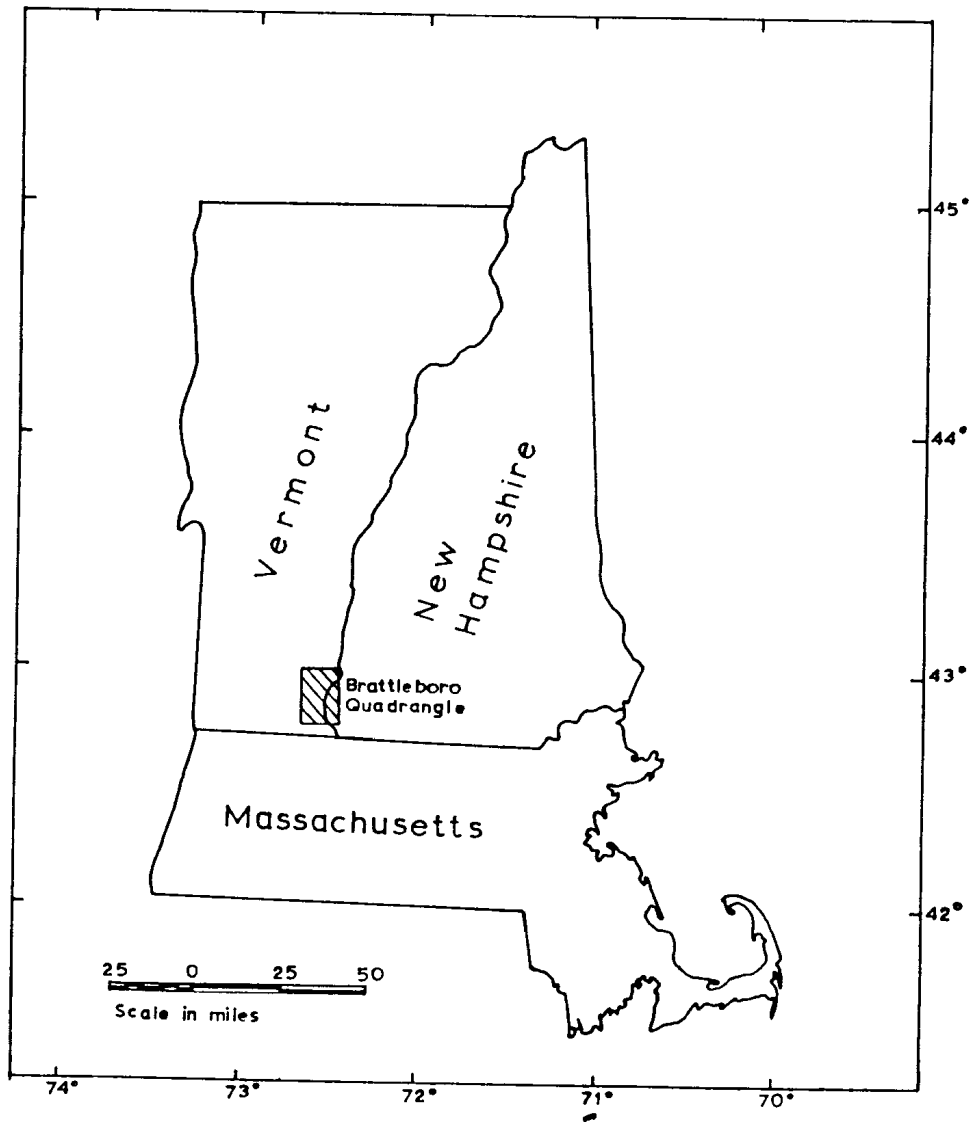 45°
44°
Vermont
New
Hampshire
Brattleboro
Quadrangle
43°
Massachusetts
42°
25 0 25 50
Scale in miles
74° 73° 72° 71° 70°